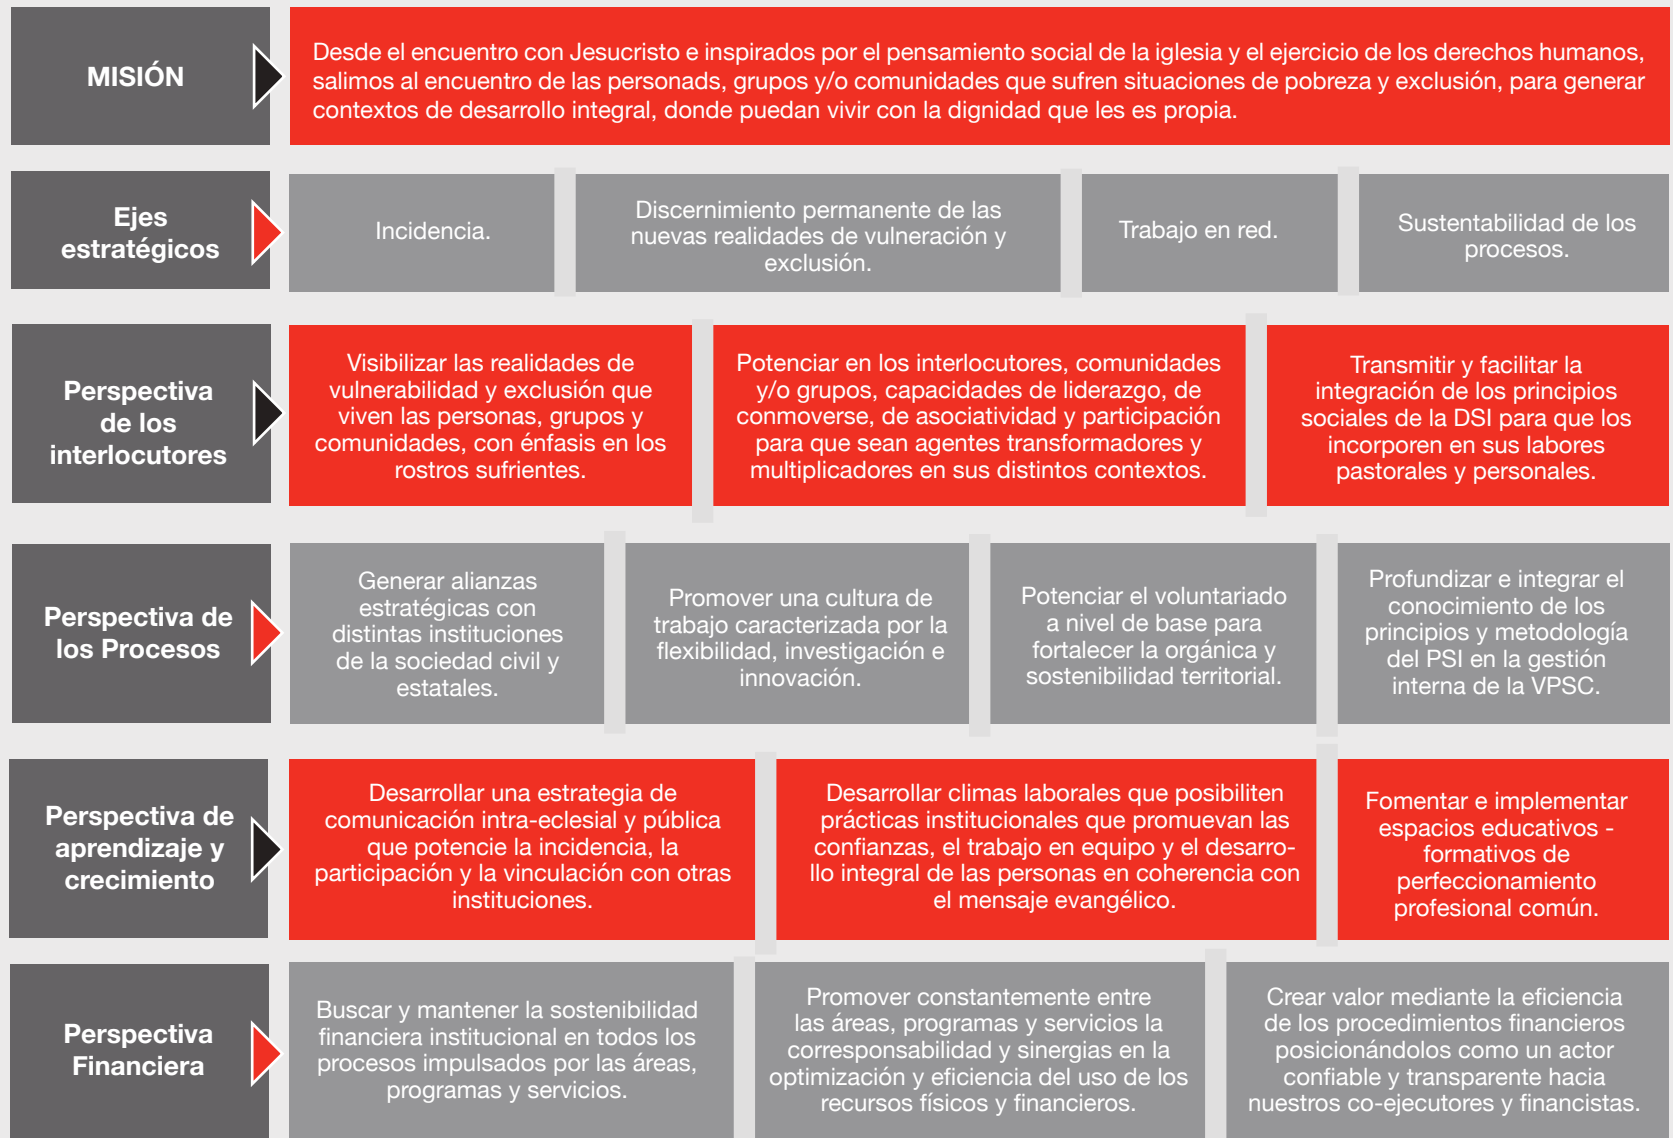 MISIÓN
Desde el encuentro con Jesucristo e inspirados por el pensamiento social de la iglesia y el ejercicio de los derechos humanos,
salimos al encuentro de las personads, grupos y/o comunidades que sufren situaciones de pobreza y exclusión, para generar
contextos de desarrollo integral, donde puedan vivir con la dignidad que les es propia.
Ejes
estratégicos
Incidencia.
Discernimiento permanente de las
nuevas realidades de vulneración y
exclusión.
Trabajo en red.
Sustentabilidad de los
procesos.
Perspectiva
de los
interlocutores
Visibilizar las realidades de
vulnerabilidad y exclusión que
viven las personas, grupos y
comunidades, con énfasis en los
rostros sufrientes.
Potenciar en los interlocutores, comunidades
y/o grupos, capacidades de liderazgo, de
conmoverse, de asociatividad y participación
para que sean agentes transformadores y
multiplicadores en sus distintos contextos.
Transmitir y facilitar la
integración de los principios
sociales de la DSI para que los
incorporen en sus labores
pastorales y personales.
Perspectiva de
los Procesos
Generar alianzas
estratégicas con
distintas instituciones
de la sociedad civil y
estatales.
Promover una cultura de
trabajo caracterizada por la
flexibilidad, investigación e
innovación.
Potenciar el voluntariado
a nivel de base para
fortalecer la orgánica y
sostenibilidad territorial.
Profundizar e integrar el
conocimiento de los
principios y metodología
del PSI en la gestión
interna de la VPSC.
Perspectiva de
aprendizaje y
crecimiento
Desarrollar una estrategia de
comunicación intra-eclesial y pública
que potencie la incidencia, la
participación y la vinculación con otras
instituciones.
Desarrollar climas laborales que posibiliten
prácticas institucionales que promuevan las
confianzas, el trabajo en equipo y el desarro-
llo integral de las personas en coherencia con
el mensaje evangélico.
Fomentar e implementar
espacios educativos -
formativos de
perfeccionamiento
profesional común.
Perspectiva
Financiera
Buscar y mantener la sostenibilidad
financiera institucional en todos los
procesos impulsados por las áreas,
programas y servicios.
Promover constantemente entre
las áreas, programas y servicios la
corresponsabilidad y sinergias en la
optimización y eficiencia del uso de los
recursos físicos y financieros.
Crear valor mediante la eficiencia
de los procedimientos financieros
posicionándolos como un actor
confiable y transparente hacia
nuestros co-ejecutores y financistas.